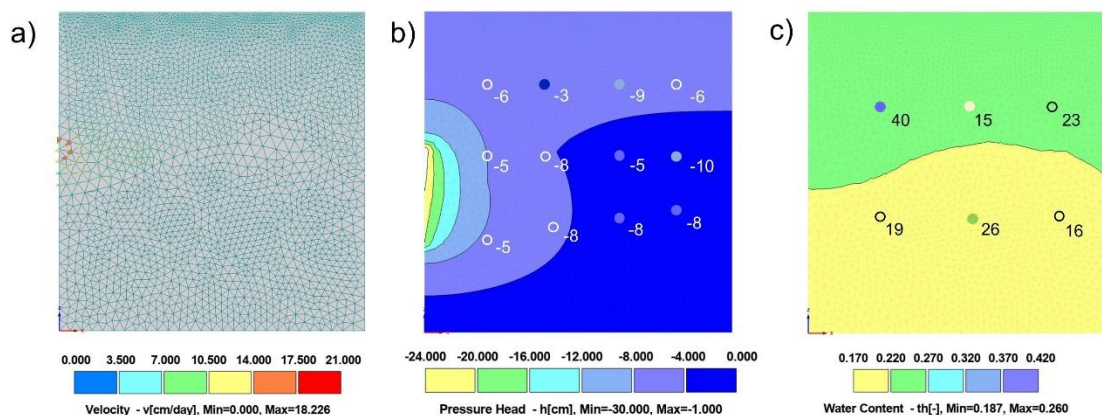 a)
b)
c)
-6
-3
-9
-6
-5
-8
-5
-10
-5
-8
-8
-8
40
15
23
19
26
16
0.000 3.500 7.000 10.500 14.000 17.500 21.000
Velocity - v[cm/day], Min=0.000, Max=18.226
-24.000 -20.000 -16.000 -12.000 -8.000 -4.000 0.000
Pressure Head - h[cm], Min=-30.000, Max=-1.000
0.170 0.220 0.270 0.320 0.370 0.420
Water Content - th[-], Min=0.187, Max=0.260